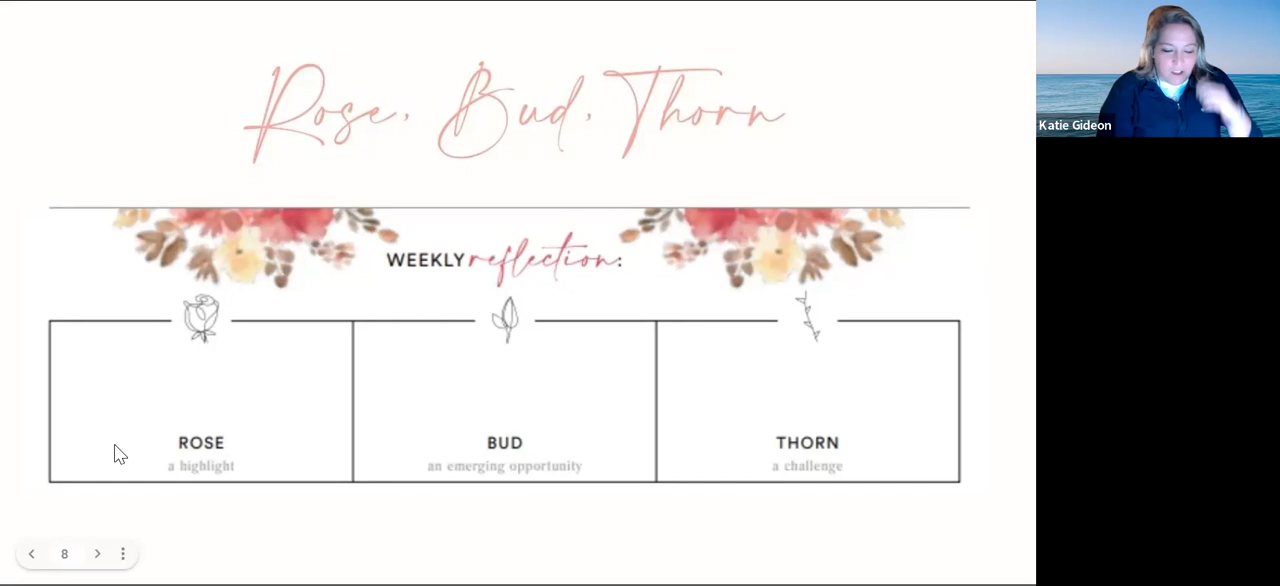 Rose, Bud, Thorn
WEEKLY reflection:
ROSE
a highlight
BUD
an emerging opportunity
THORN
a challenge
8
Katie Gideon